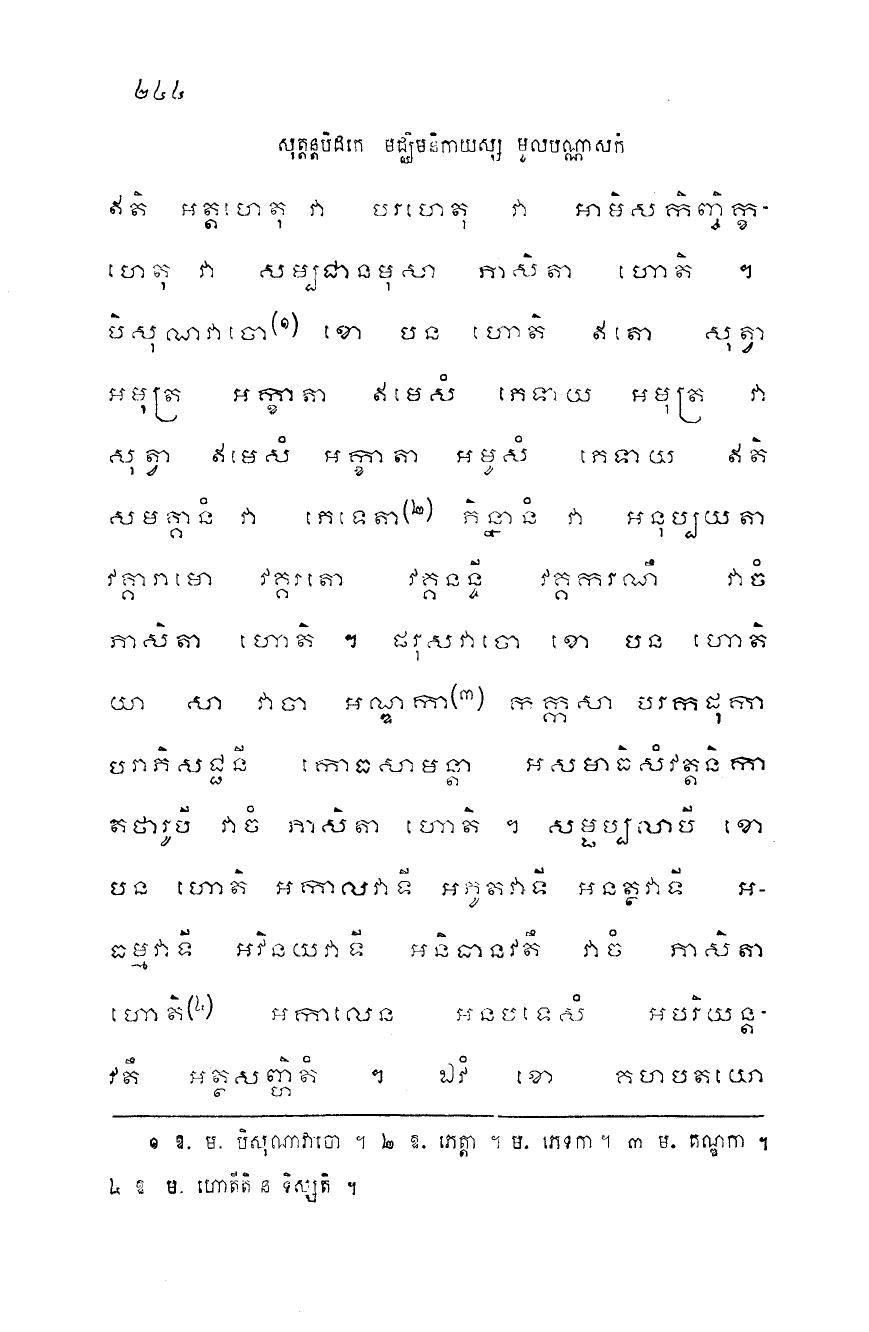 ២៤៤
សុត្តន្តបិដកេ មជ្ឈិមនិកាយស្ស មូលបណ្ណាសកំ
ឥតិ អត្តហេតុ វា បរហេតុ វា អាមិសកិញ្ចិក្ខ-
ហេតុ វា សម្បជានមុសា ភាសិតា ហោតិ ។
បិសុណវាចោ(១) ខោ បន ហោតិ ឥតោ សុត្វា
អមុត្រ អក្ខាតា ឥមេសំ ភេទាយ អមុត្រ វា
សុត្វា ឥមេសំ អក្ខាតា អមូសំ ភេទាយ ឥតិ
សមគ្គានំ វា ភេទេតា(២) ភិន្នានំ វា អនុប្បយតា
វគ្គារាមោ វគ្គរតោ វគ្គនន្ទី វគ្គករណឹ វាចំ
ភាសិតា ហោតិ ។ ផរុសវាចោ ខោ បន ហោតិ
យា សា វាចា អណ្ឌកា(៣) កក្កសា បរកដុកា
បរាភិសជ្ជនី កោធសាមន្តា អសមាធិសំវត្តនិកា
តថារូបឹ វាចំ ភាសិតា ហោតិ ។ សម្ផប្បលាបី ខោ
បន ហោតិ អកាលវាទី អភូតវាទី អនត្ថវាទី អ-
ធម្មវាទី អវិនយវាទី អនិធានវតឹ វាចំ ភាសិតា
ហោតិ(៤) អកាលេន អនបទេសំ អបរិយន្ត-
វតឹ អត្ថសញ្ហិតំ ។ ឯវំ ខោ កហបតយោ
១ ឱ. ម. បិសុណាវាចោ ។ ២ ឱ. ភេត្តា ។ ម. ភេទកា ។ ៣ ម. គណ្ឌកា ។
៤ ឱ ម. ហោតីតិ ន ទិស្សតិ ។